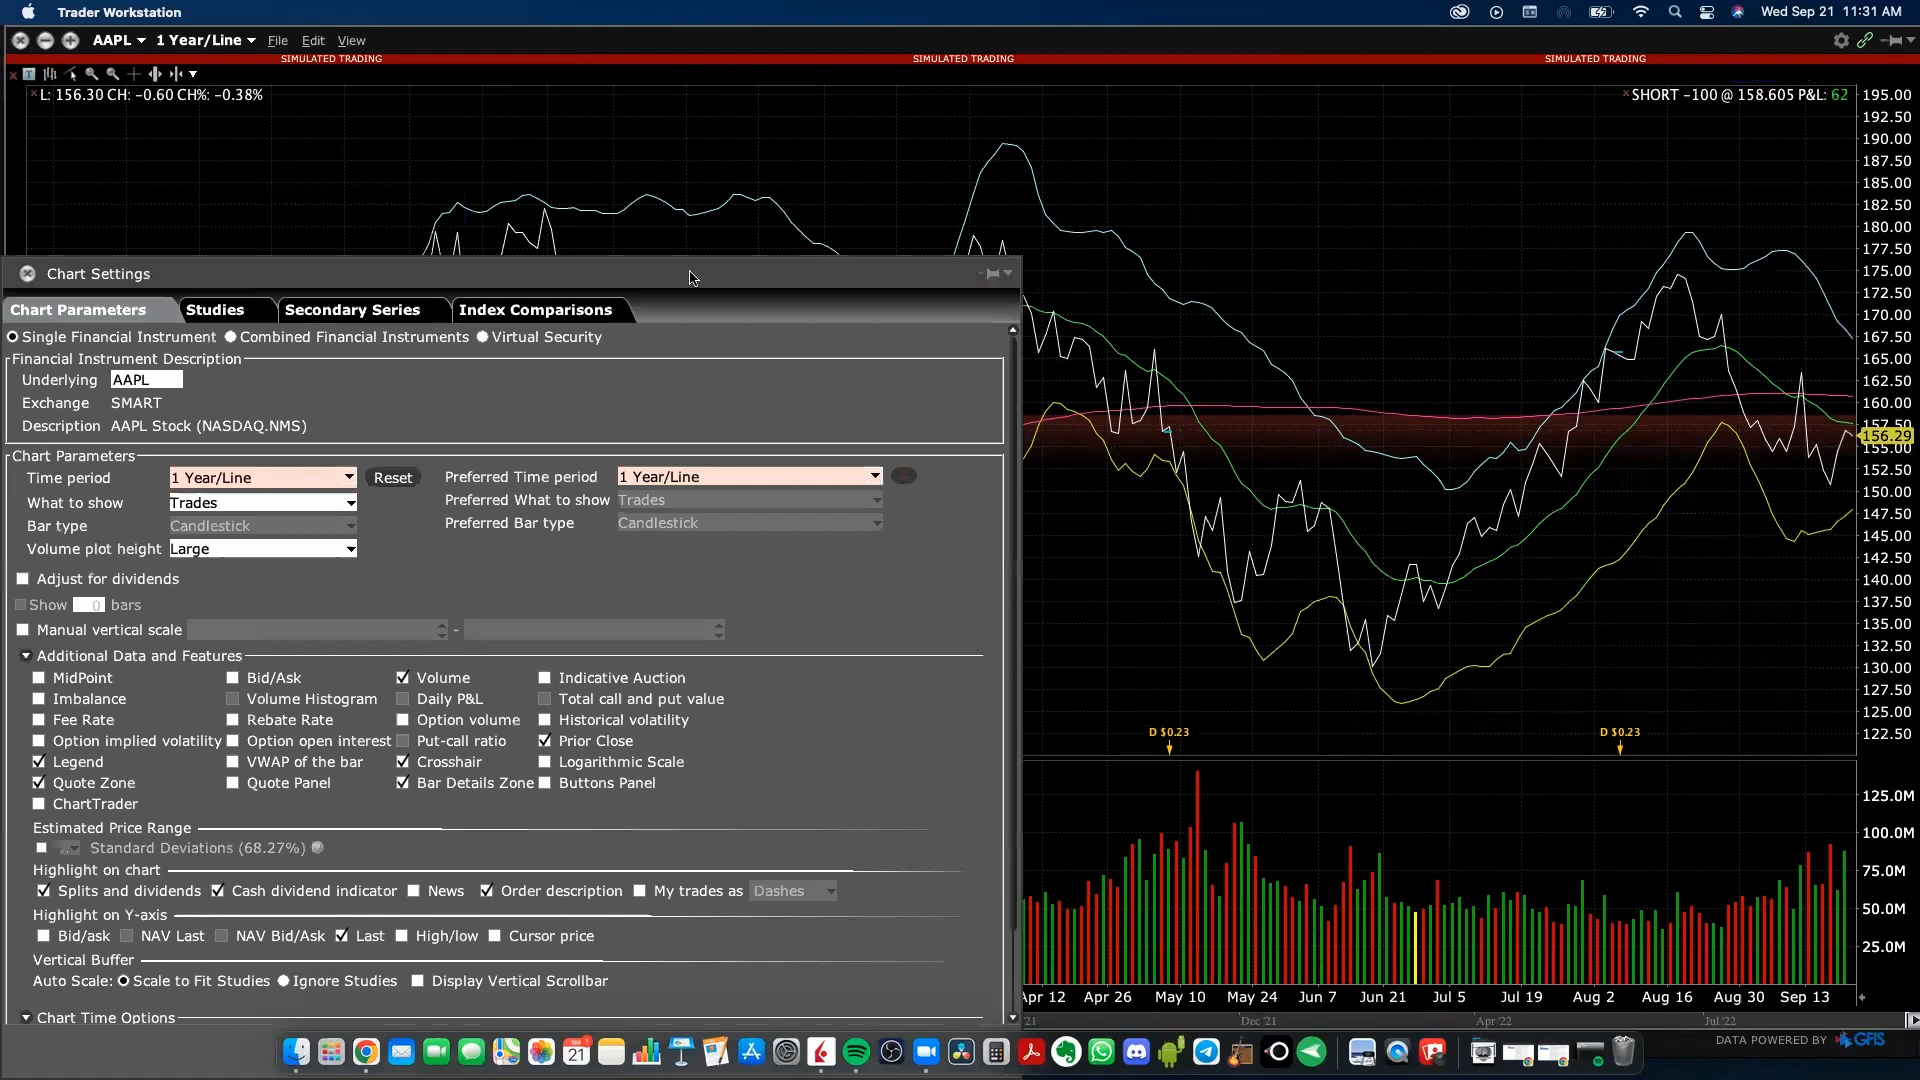 Trader Workstation
Wed Sep 21 11:31 AM
AAPL 1 Year/Line File Edit View
SIMULATED TRADING SIMULATED TRADING SIMULATED TRADING
L: 156.30 CH: -0.60 CH%: -0.38%
SHORT -100 @ 158.605 P&L: 62
195.00
192.50
190.00
187.50
185.00
182.50
180.00
177.50
175.00
172.50
170.00
167.50
165.00
162.50
160.00
157.50
156.29
155.00
152.50
150.00
147.50
145.00
142.50
140.00
137.50
135.00
132.50
130.00
127.50
125.00
122.50
Chart Settings
Chart Parameters Studies Secondary Series Index Comparisons
Single Financial Instrument Combined Financial Instruments Virtual Security
Financial Instrument Description
Underlying AAPL
Exchange SMART
Description AAPL Stock (NASDAQ.NMS)
Chart Parameters
Time period 1 Year/Line Reset Preferred Time period 1 Year/Line
What to show Trades Preferred What to show Trades
Bar type Candlestick Preferred Bar type Candlestick
Volume plot height Large
Adjust for dividends
Show 0 bars
Manual vertical scale -
Additional Data and Features
MidPoint Bid/Ask Volume Indicative Auction
Imbalance Volume Histogram Daily P&L Total call and put value
Fee Rate Rebate Rate Option volume Historical volatility
Option implied volatility Option open interest Put-call ratio Prior Close
Legend VWAP of the bar Crosshair Logarithmic Scale
Quote Zone Quote Panel Bar Details Zone Buttons Panel
ChartTrader
Estimated Price Range
Standard Deviations (68.27%)
Highlight on chart
Splits and dividends Cash dividend indicator News Order description My trades as Dashes
Highlight on Y-axis
Bid/ask NAV Last NAV Bid/Ask Last High/low Cursor price
Vertical Buffer
Auto Scale: Scale to Fit Studies Ignore Studies Display Vertical Scrollbar
Chart Time Options
D $0.23 D $0.23
125.0M
100.0M
75.0M
50.0M
25.0M
Apr 12 Apr 26 May 10 May 24 Jun 7 Jun 21 Jul 5 Jul 19 Aug 2 Aug 16 Aug 30 Sep 13
'21 Dec '21 Apr '22 Jul '22
DATA POWERED BY GFIS
21